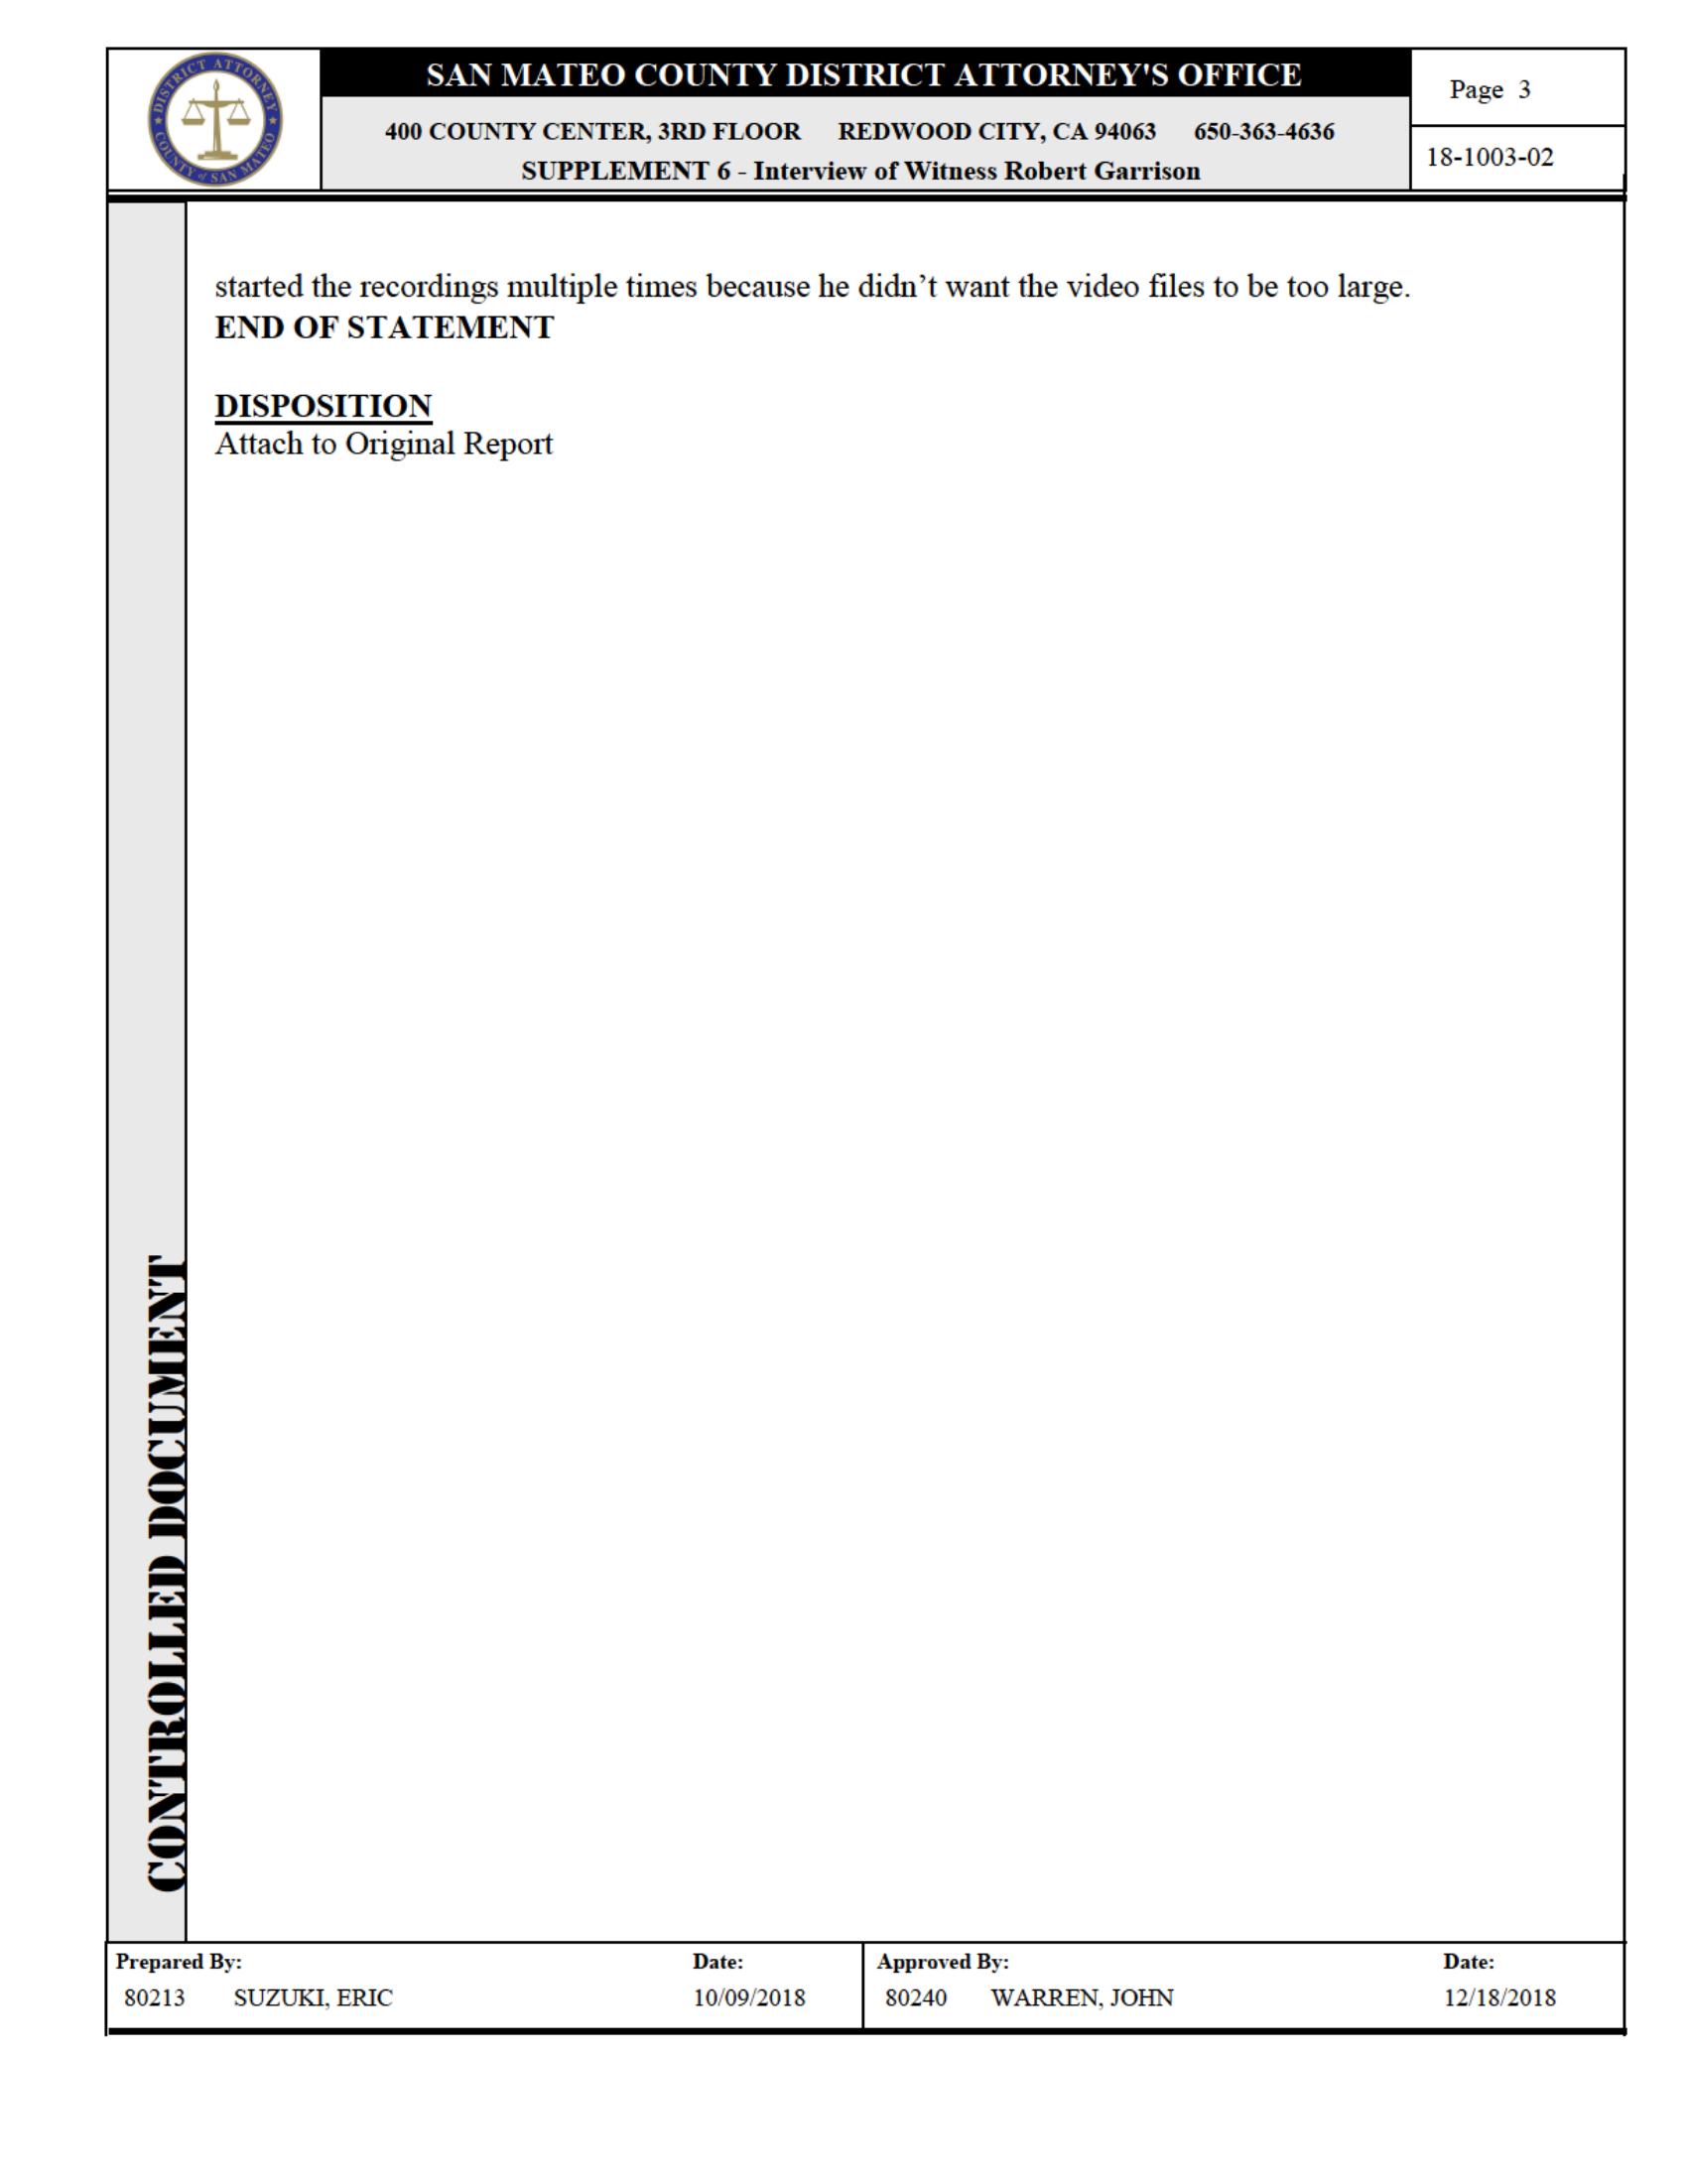 DISTRICT ATTORNEY
COUNTY of SAN MATEO
SAN MATEO COUNTY DISTRICT ATTORNEY'S OFFICE
400 COUNTY CENTER, 3RD FLOOR REDWOOD CITY, CA 94063 650-363-4636
SUPPLEMENT 6 - Interview of Witness Robert Garrison
Page 3
18-1003-02
started the recordings multiple times because he didn’t want the video files to be too large.
END OF STATEMENT
DISPOSITION
Attach to Original Report
CONTROLLED DOCUMENT
Prepared By: Date: Approved By: Date:
80213 SUZUKI, ERIC 10/09/2018 80240 WARREN, JOHN 12/18/2018